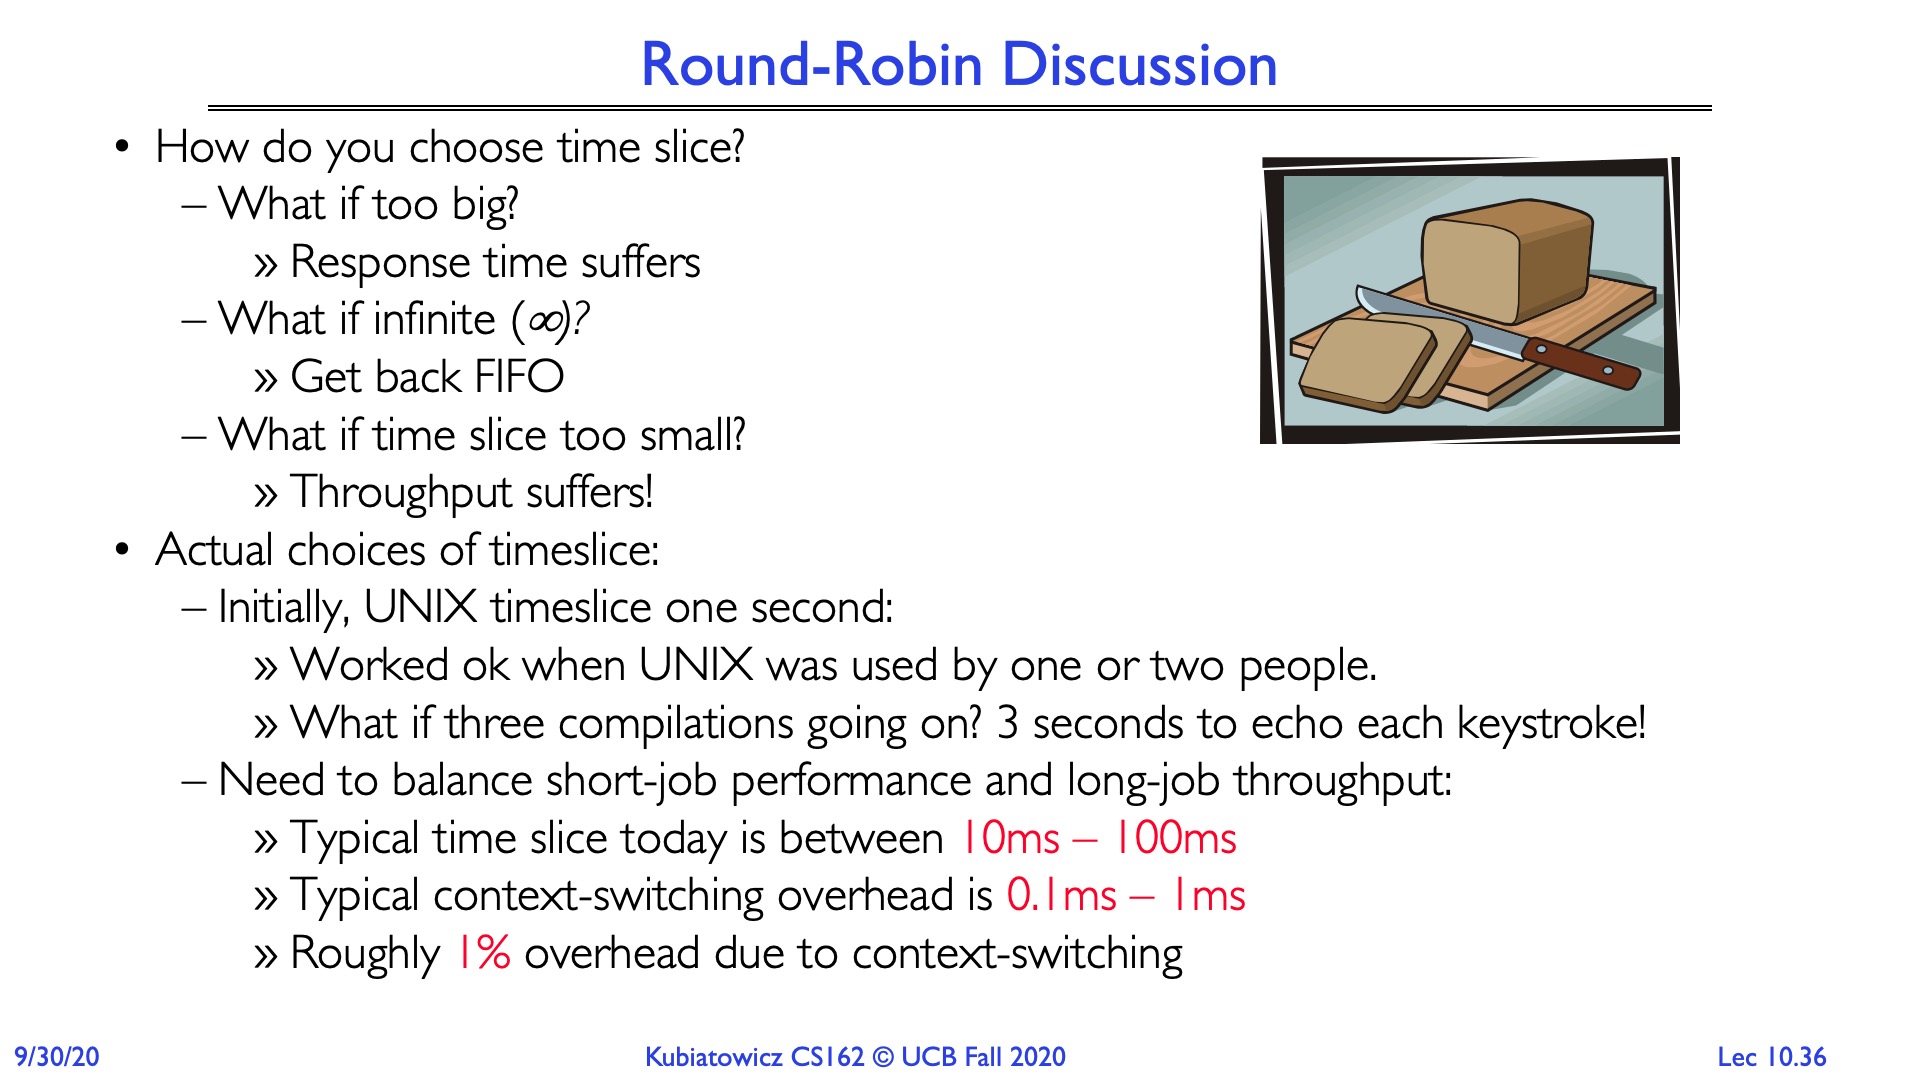 Round-Robin Discussion
• How do you choose time slice?
– What if too big?
» Response time suffers
– What if infinite (∞)?
» Get back FIFO
– What if time slice too small?
» Throughput suffers!
• Actual choices of timeslice:
– Initially, UNIX timeslice one second:
» Worked ok when UNIX was used by one or two people.
» What if three compilations going on? 3 seconds to echo each keystroke!
– Need to balance short-job performance and long-job throughput:
» Typical time slice today is between 10ms – 100ms
» Typical context-switching overhead is 0.1ms – 1ms
» Roughly 1% overhead due to context-switching
9/30/20 Kubiatowicz CS162 © UCB Fall 2020 Lec 10.36